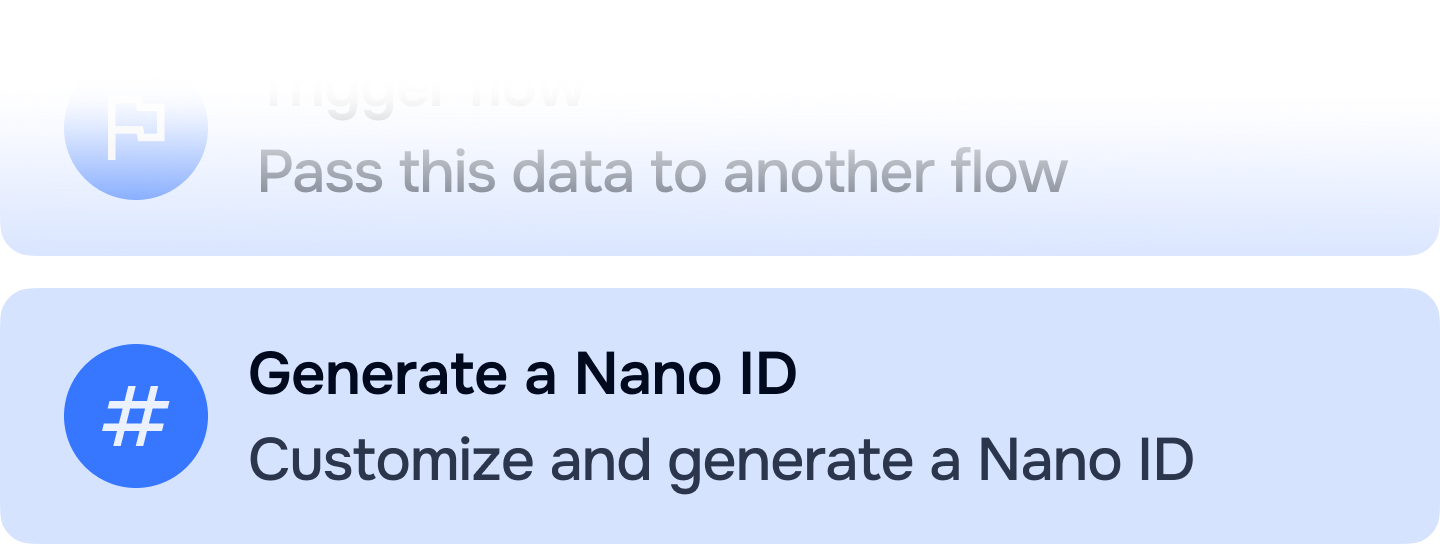 Trigger flow
Pass this data to another flow
Generate a Nano ID
Customize and generate a Nano ID